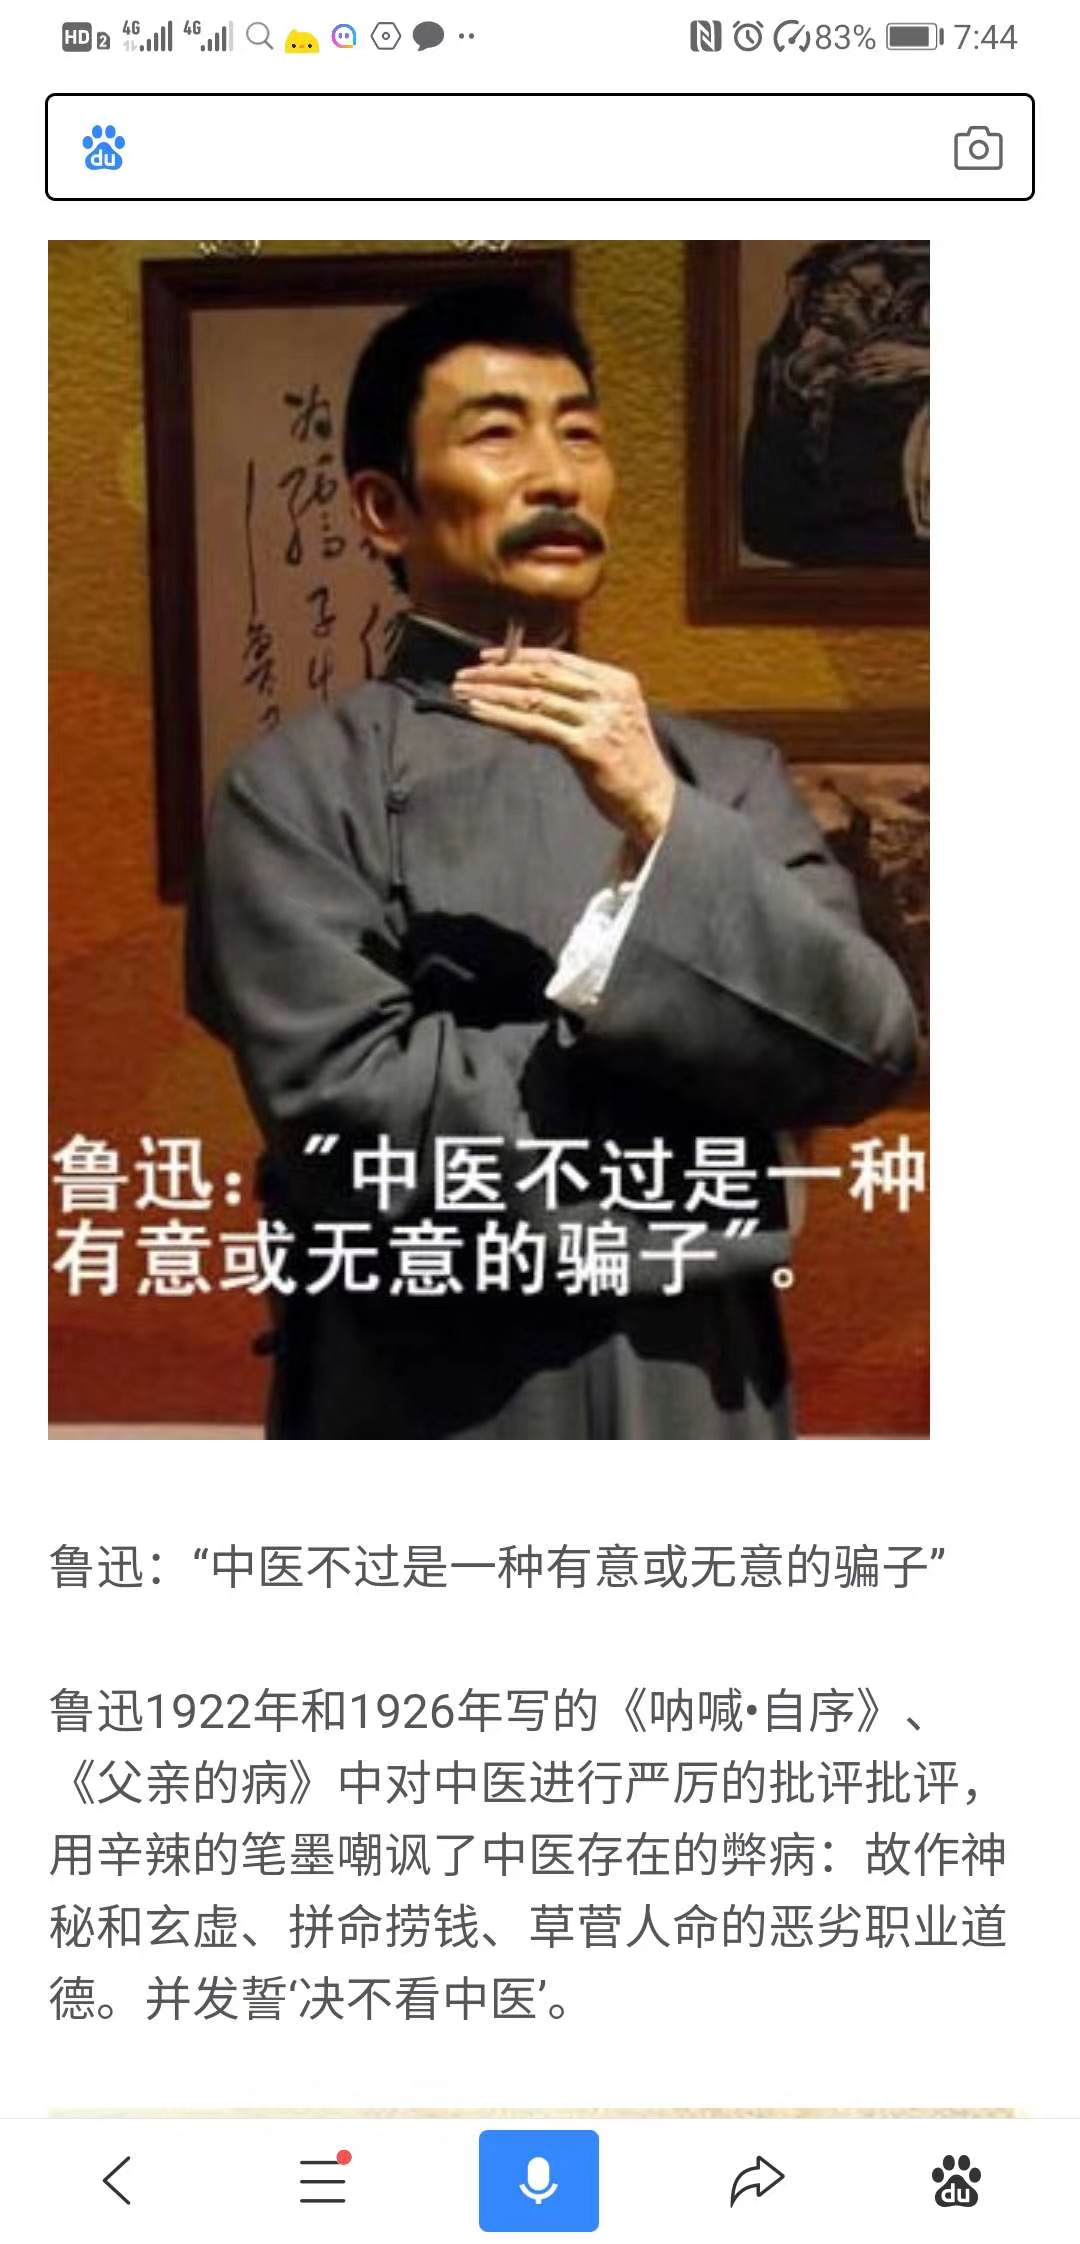 HD 2 4G 4G 83% 7:44
du
鲁迅："中医不过是一种
有意或无意的骗子"。
鲁迅：“中医不过是一种有意或无意的骗子”
鲁迅1922年和1926年写的《呐喊•自序》、
《父亲的病》中对中医进行严厉的批评批评，
用辛辣的笔墨嘲讽了中医存在的弊病：故作神
秘和玄虚、拼命捞钱、草菅人命的恶劣职业道
德。并发誓‘决不看中医’。
du